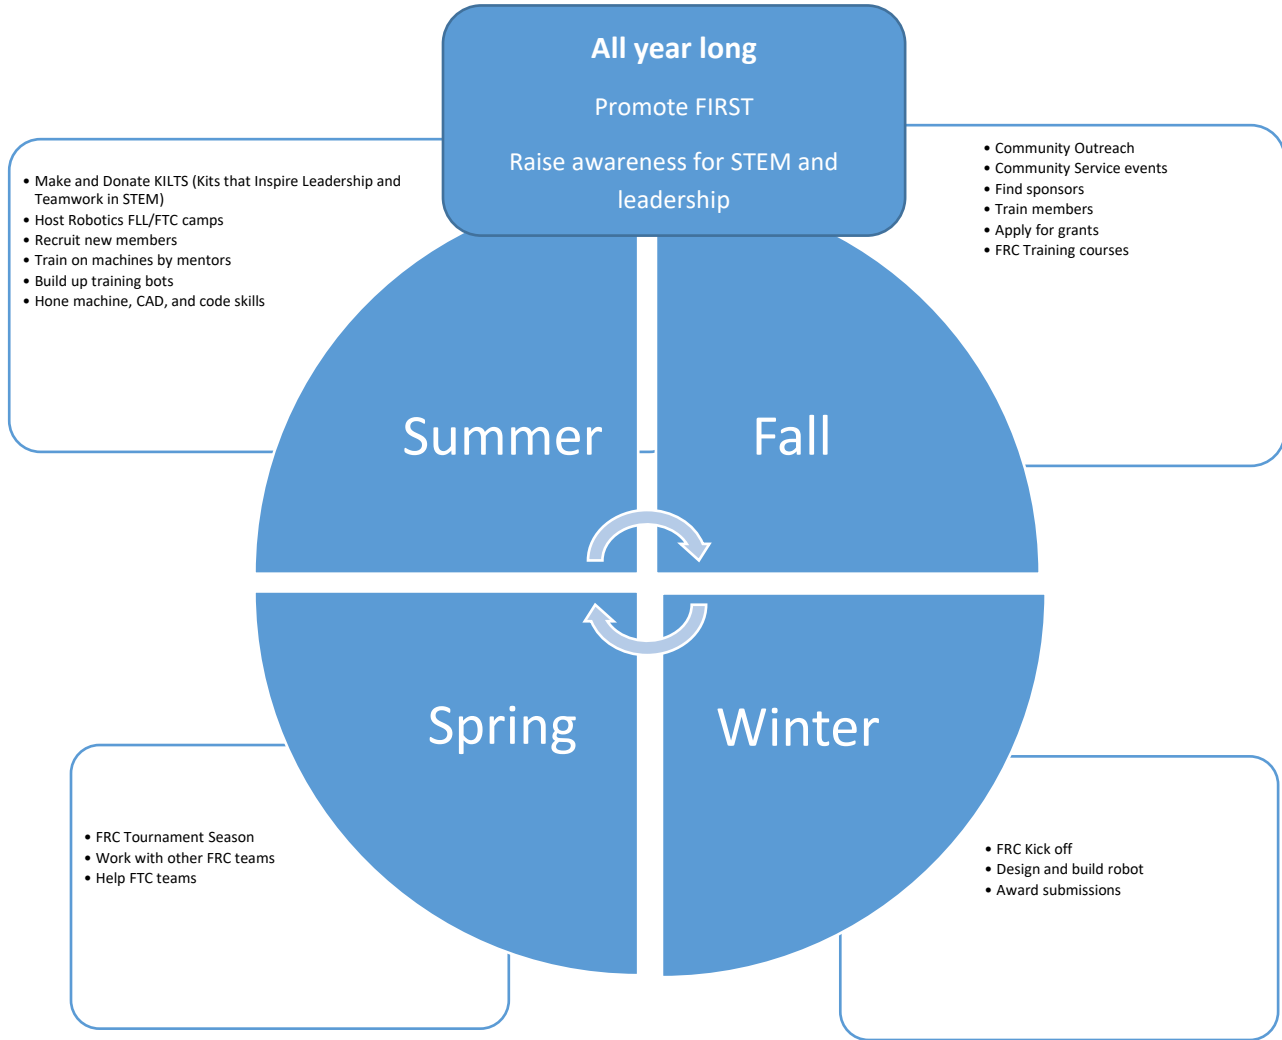 All year long
Promote FIRST
Raise awareness for STEM and
leadership
• Make and Donate KILTS (Kits that Inspire Leadership and
Teamwork in STEM)
• Host Robotics FLL/FTC camps
• Recruit new members
• Train on machines by mentors
• Build up training bots
• Hone machine, CAD, and code skills
• Community Outreach
• Community Service events
• Find sponsors
• Train members
• Apply for grants
• FRC Training courses
Summer
Fall
Spring
Winter
• FRC Tournament Season
• Work with other FRC teams
• Help FTC teams
• FRC Kick off
• Design and build robot
• Award submissions